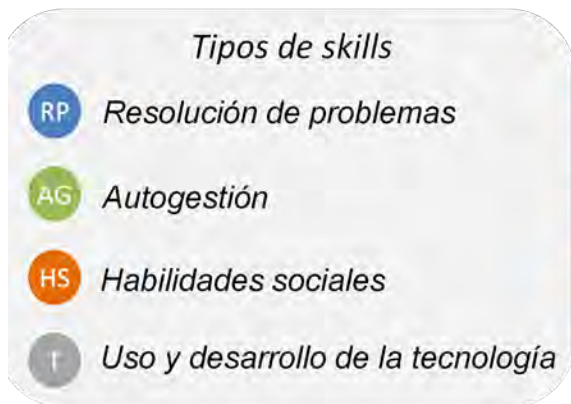 Tipos de skills
RP Resolución de problemas
AG Autogestión
HS Habilidades sociales
T Uso y desarrollo de la tecnología